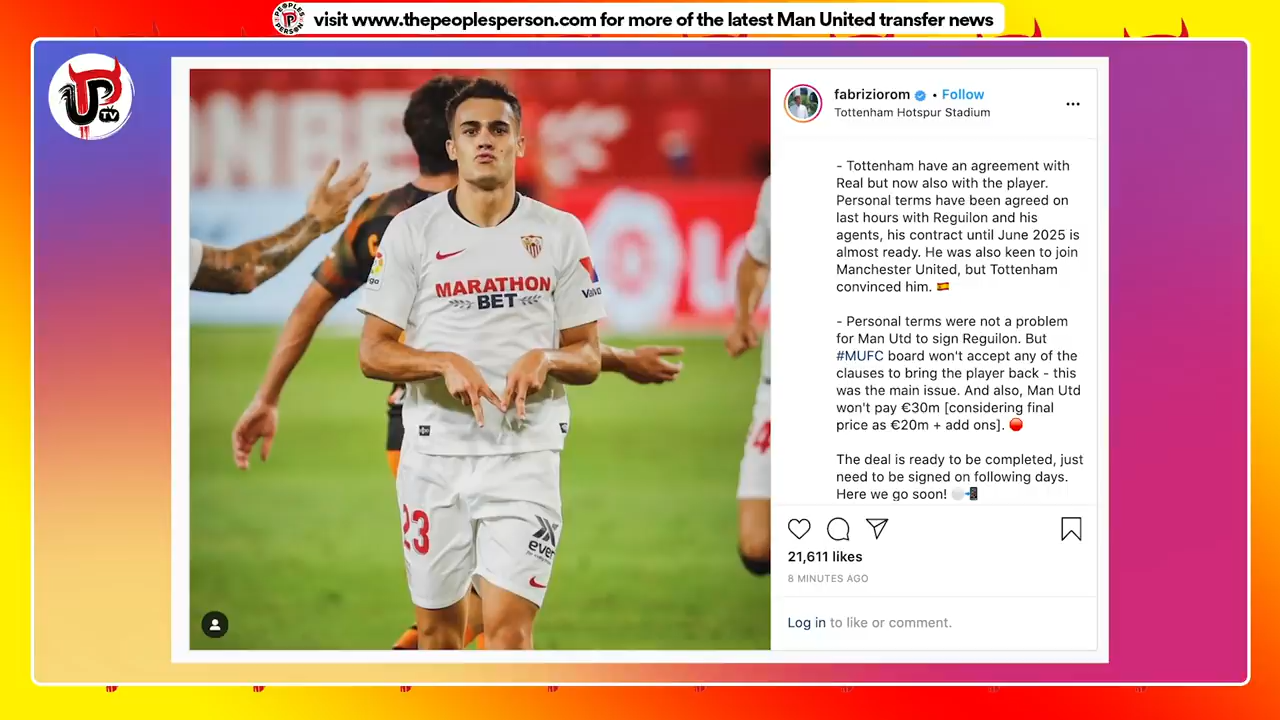 PEOPLES PERSON
visit www.thepeoplesperson.com for more of the latest Man United transfer news
UP
TV
fabriziorom • Follow
Tottenham Hotspur Stadium
- Tottenham have an agreement with
Real but now also with the player.
Personal terms have been agreed on
last hours with Reguilon and his
agents, his contract until June 2025 is
almost ready. He was also keen to join
Manchester United, but Tottenham
convinced him.
- Personal terms were not a problem
for Man Utd to sign Reguilon. But
#MUFC board won't accept any of the
clauses to bring the player back - this
was the main issue. And also, Man Utd
won't pay €30m [considering final
price as €20m + add ons].
The deal is ready to be completed, just
need to be signed on following days.
Here we go soon!
21,611 likes
8 MINUTES AGO
Log in to like or comment.
LaLiga
MARATHON
BET
Valvo
23
4